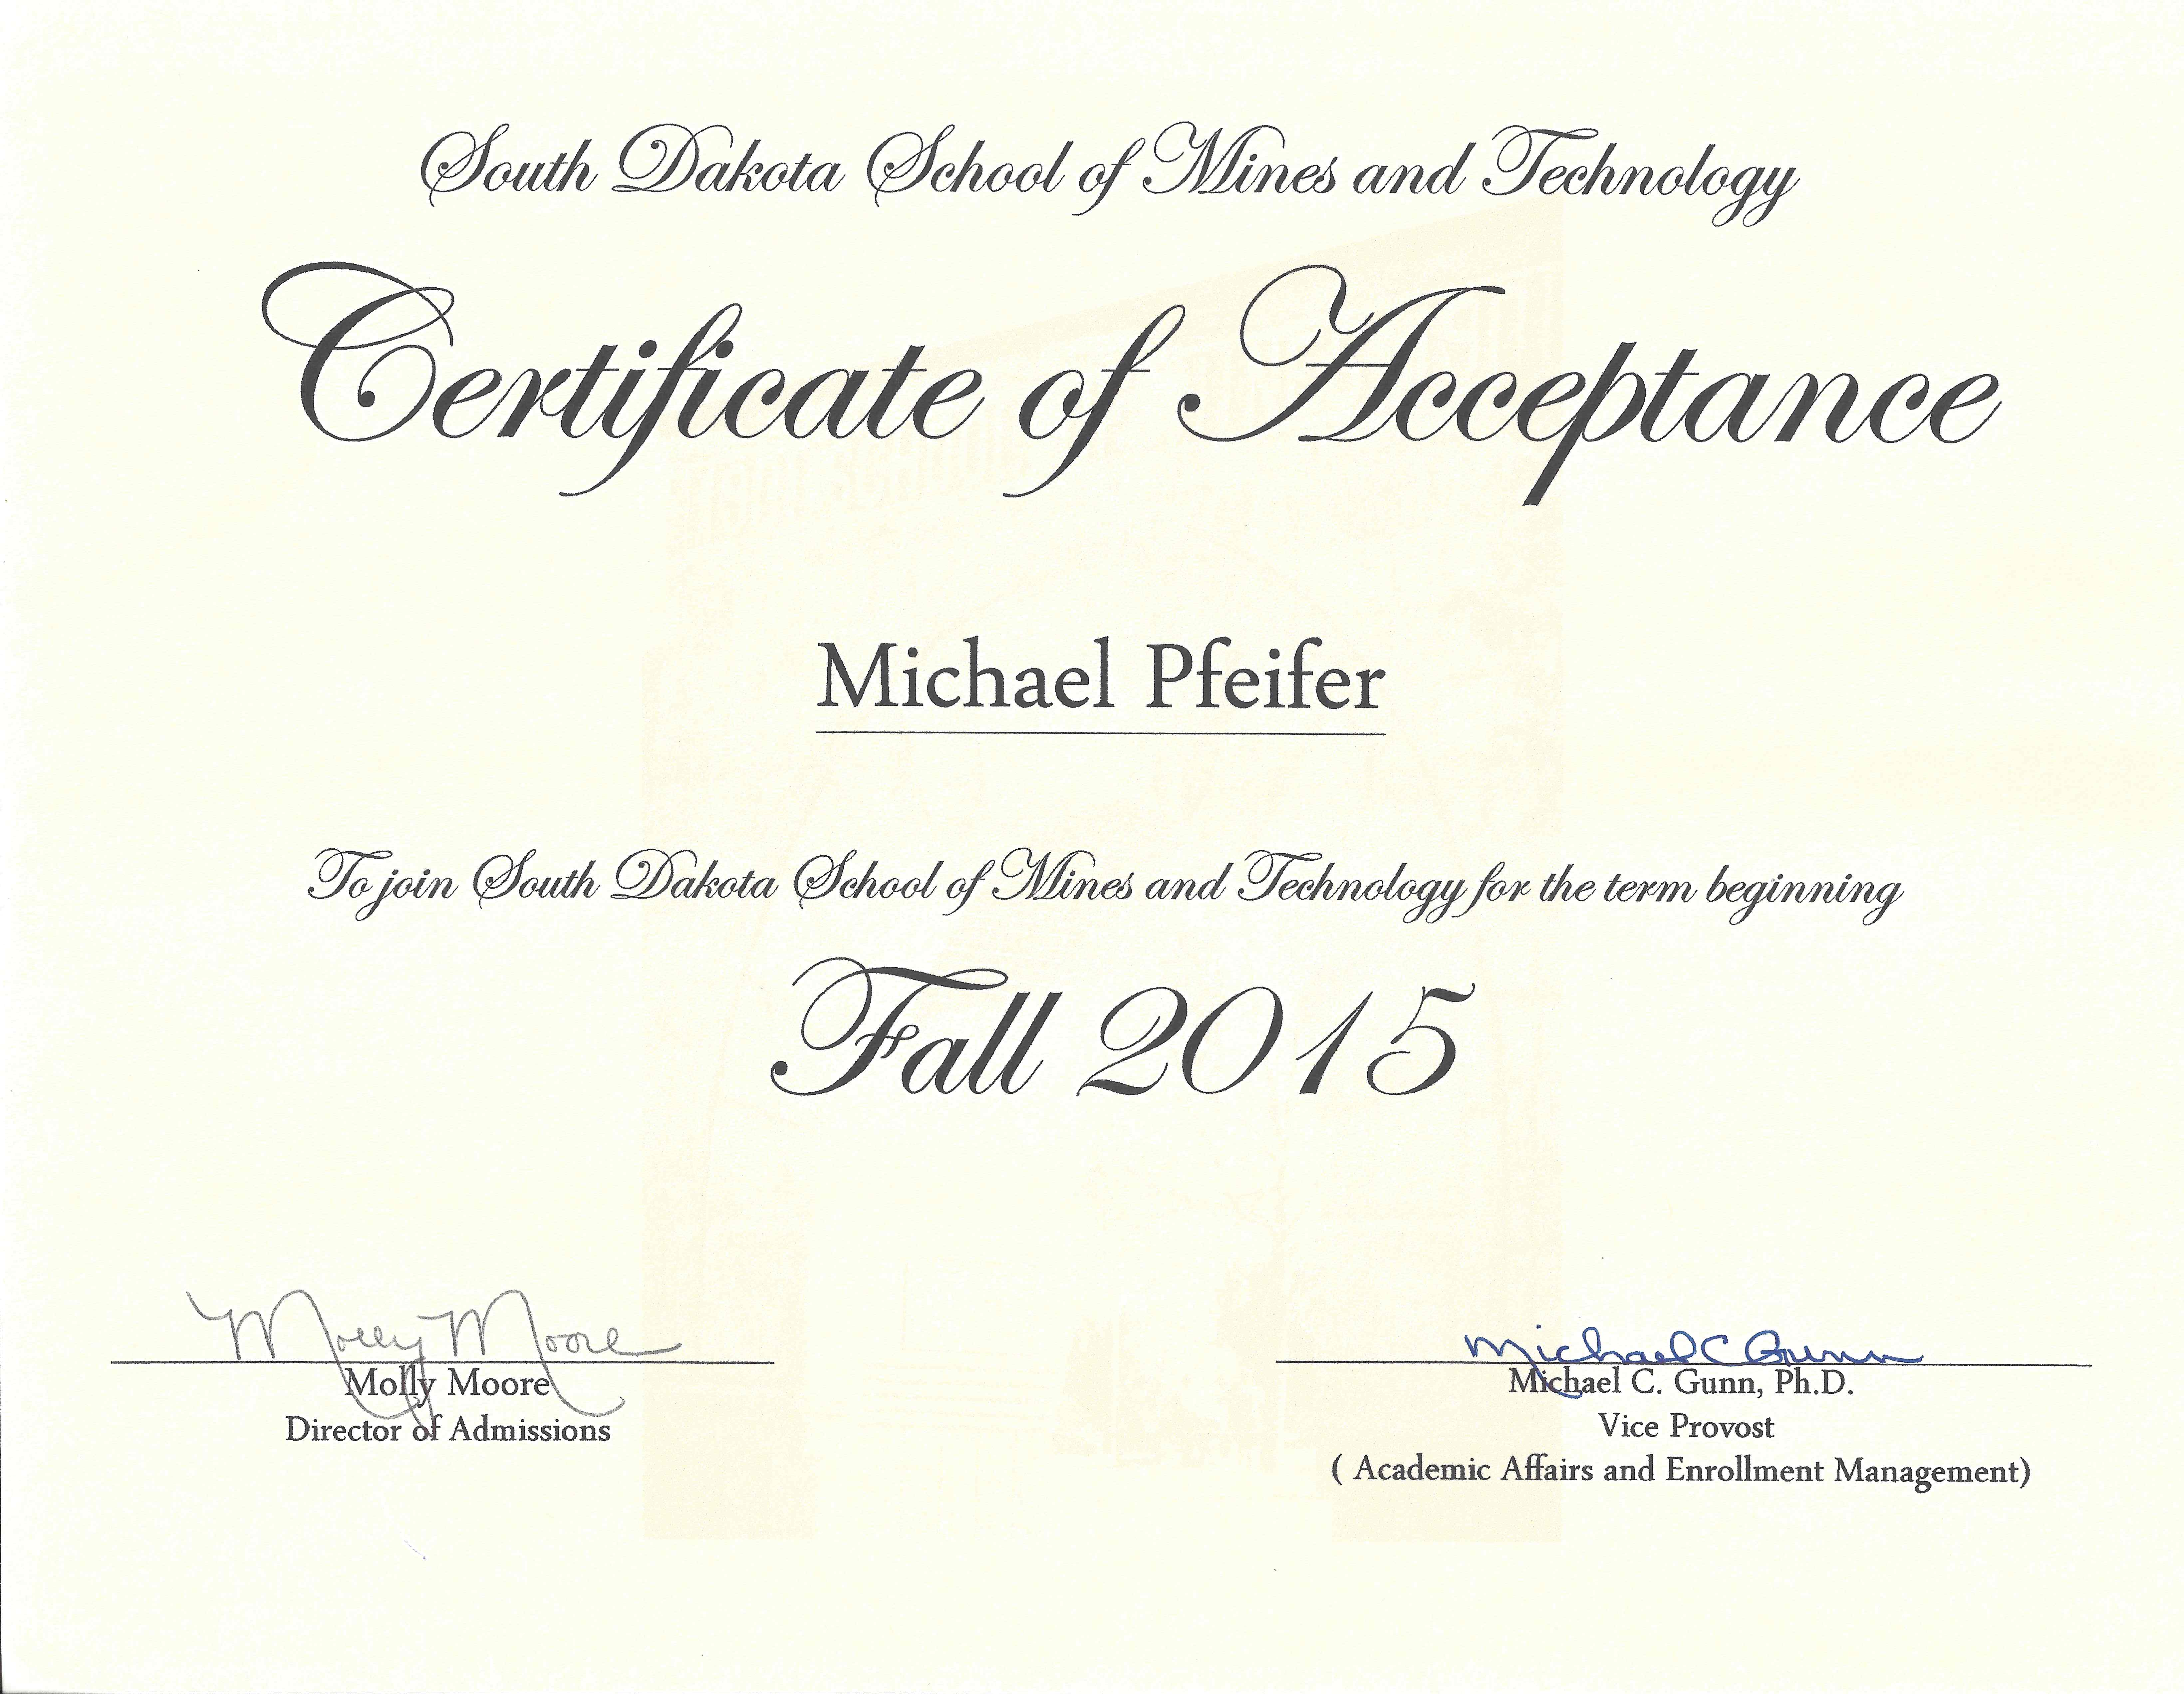 South Dakota School of Mines and Technology
Certificate of Acceptance
Michael Pfeifer
To join South Dakota School of Mines and Technology for the term beginning
Fall 2015
Molly Moore
Michael C Gunn
Molly Moore
Director of Admissions
Michael C. Gunn, Ph.D.
Vice Provost
( Academic Affairs and Enrollment Management)